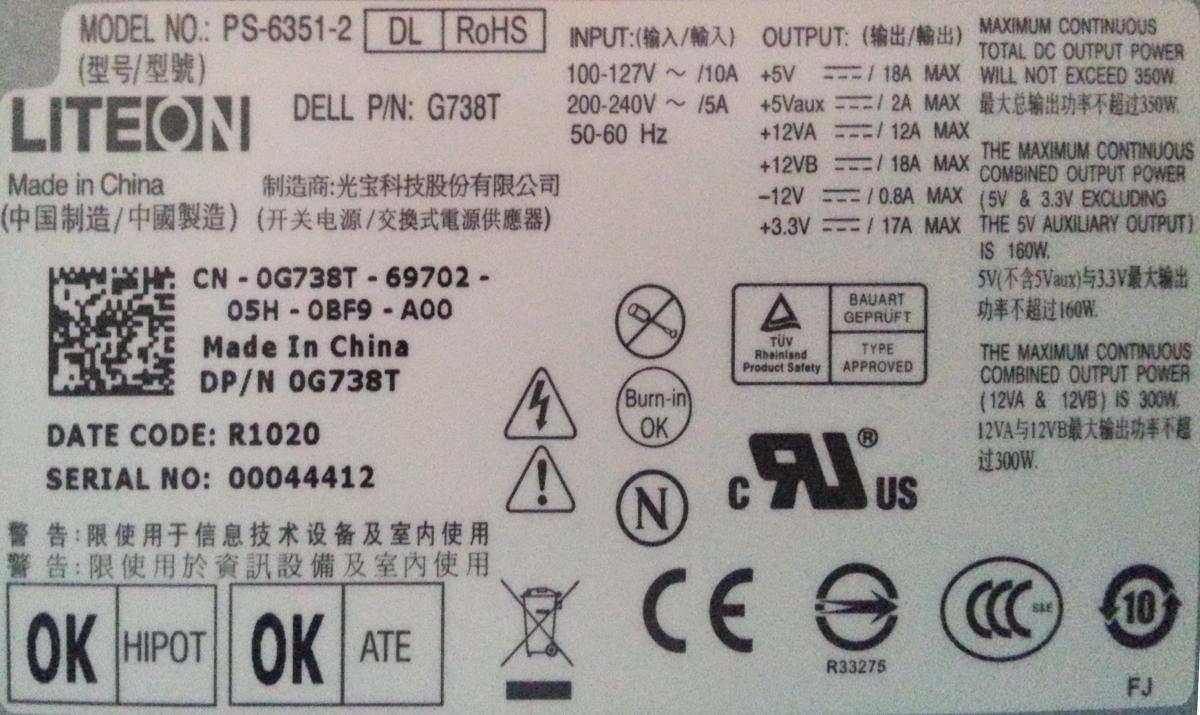 MODEL NO.: PS-6351-2 DL RoHS
(型号/型號)
LITEON
DELL P/N: G738T
Made in China
(中国制造/中國製造)
制造商:光宝科技股份有限公司
(开关电源/交換式電源供應器)
INPUT:(输入/輸入)
100-127V ~ /10A
200-240V ~ /5A
50-60 Hz
OUTPUT: (输出/輸出)
+5V ⎓/ 18A MAX
+5Vaux ⎓/ 2A MAX
+12VA ⎓/ 12A MAX
+12VB ⎓/ 18A MAX
-12V ⎓/ 0.8A MAX
+3.3V ⎓/ 17A MAX
MAXIMUM CONTINUOUS
TOTAL DC OUTPUT POWER
WILL NOT EXCEED 350W.
最大总输出功率不超过350W.
THE MAXIMUM CONTINUOUS
COMBINED OUTPUT POWER
(5V & 3.3V EXCLUDING
THE 5V AUXILIARY OUTPUT)
IS 160W.
5V(不含5Vaux)与3.3V最大输出
功率不超过160W.
THE MAXIMUM CONTINUOUS
COMBINED OUTPUT POWER
(12VA & 12VB) IS 300W.
12VA与12VB最大输出功率不超
过300W.
CN - 0G738T - 69702 -
05H - 0BF9 - A00
Made In China
DP/N 0G738T
DATE CODE: R1020
SERIAL NO: 00044412
警 告:限使用于信息技术设备及室内使用
警 告:限使用於資訊設備及室內使用
OK HIPOT
OK ATE
Burn-in
OK
N
TÜV
Rheinland
Product Safety
BAUART
GEPRÜFT
TYPE
APPROVED
C RU® US
CE
R33275
CCC S&E
10
FJ